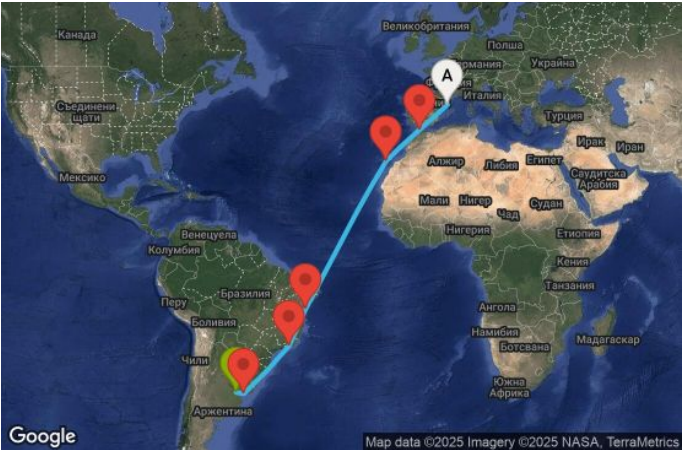 Канада
Великобритания
Полша
Германия
Украйна
A
Италия
Съединени
щати
Турция
Ирак
Иран
Алжир
Либия
Египет
Саудитска
Арабия
Мексико
Мали
Нигер
Чад
Судан
Нигерия
Етиопия
Венецуела
Колумбия
Кения
Танзания
Перу
Бразилия
Ангола
Боливия
Намибия
Ботсвана
Мадагаскар
Чили
Южна
Африка
Аржентина
Google
Map data ©2025 Imagery ©2025 NASA, TerraMetrics